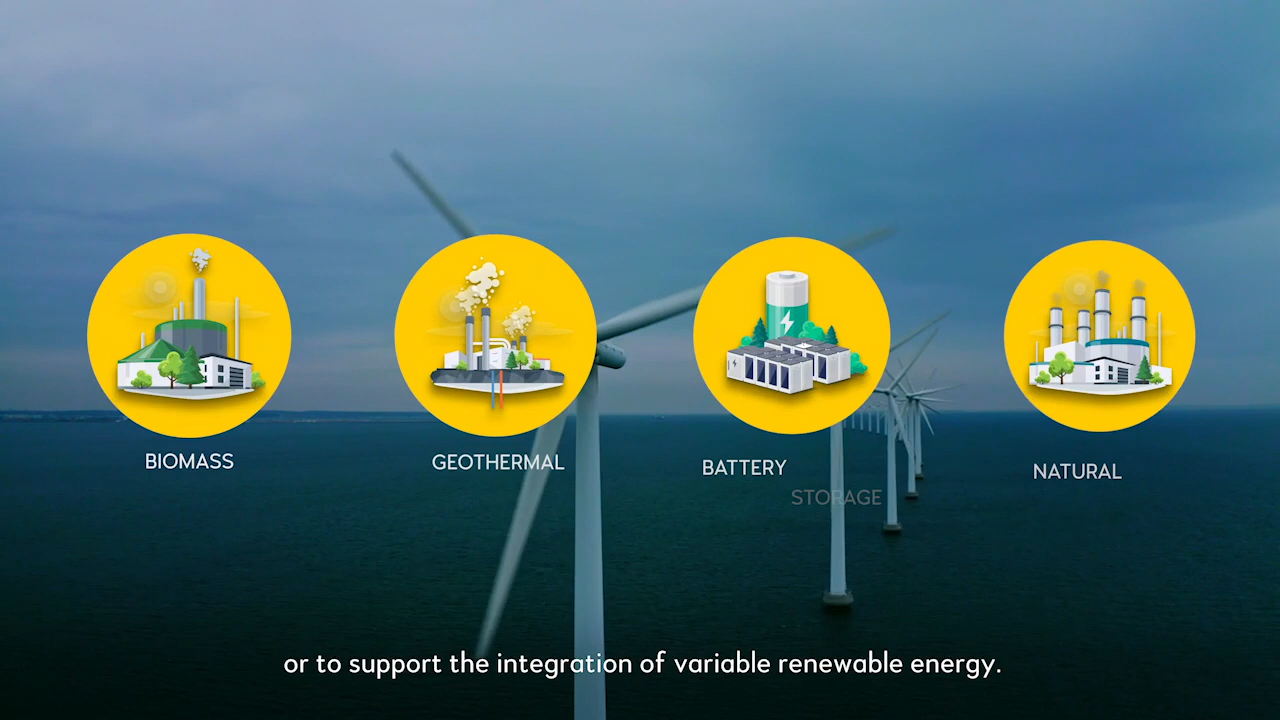 BIOMASS
GEOTHERMAL
BATTERY
STORAGE
NATURAL
or to support the integration of variable renewable energy.